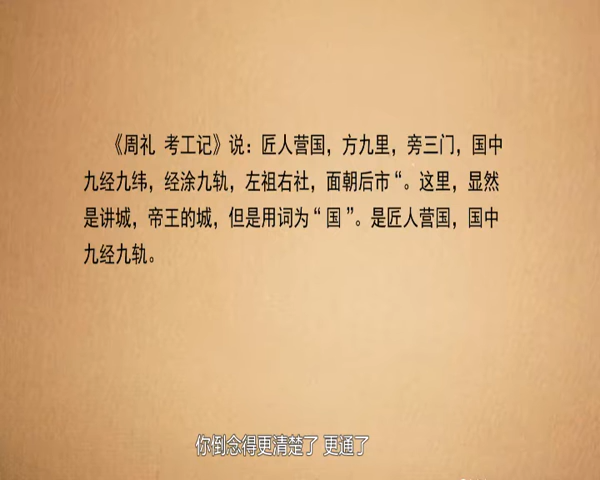 《周礼 考工记》说：匠人营国，方九里，旁三门，国中
九经九纬，经涂九轨，左祖右社，面朝后市“。这里，显然
是讲城，帝王的城，但是用词为“国”。是匠人营国，国中
九经九轨。
你倒念得更清楚了 更通了